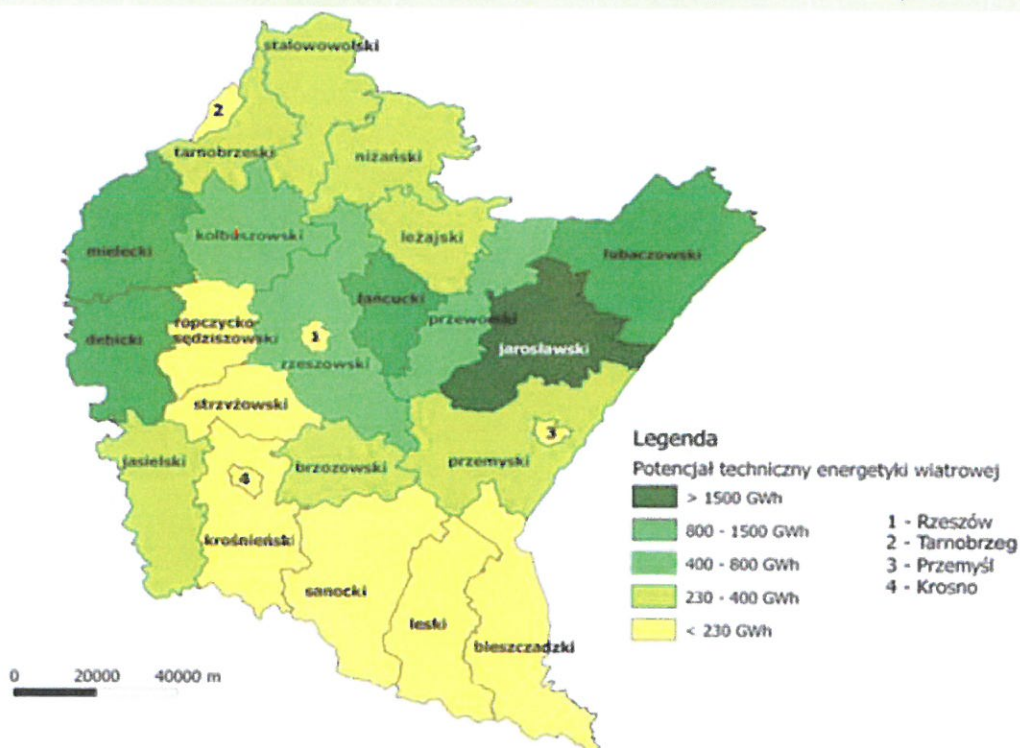 stalowowolski
2
tarnobrzeski
niżański
kolbuszowski
leżajski
mielecki
lubaczowski
łańcucki
ropczycko-
sędziszowski
przeworski
1
dębicki
jarosławski
rzeszowski
strzyżowski
3
jasielski
brzozowski
przemyski
4
krośnieński
sanocki
leski
bieszczadzki
Legenda
Potencjał techniczny energetyki wiatrowej
> 1500 GWh
800 - 1500 GWh
400 - 800 GWh
230 - 400 GWh
< 230 GWh
1 - Rzeszów
2 - Tarnobrzeg
3 - Przemyśl
4 - Krosno
0 20000 40000 m